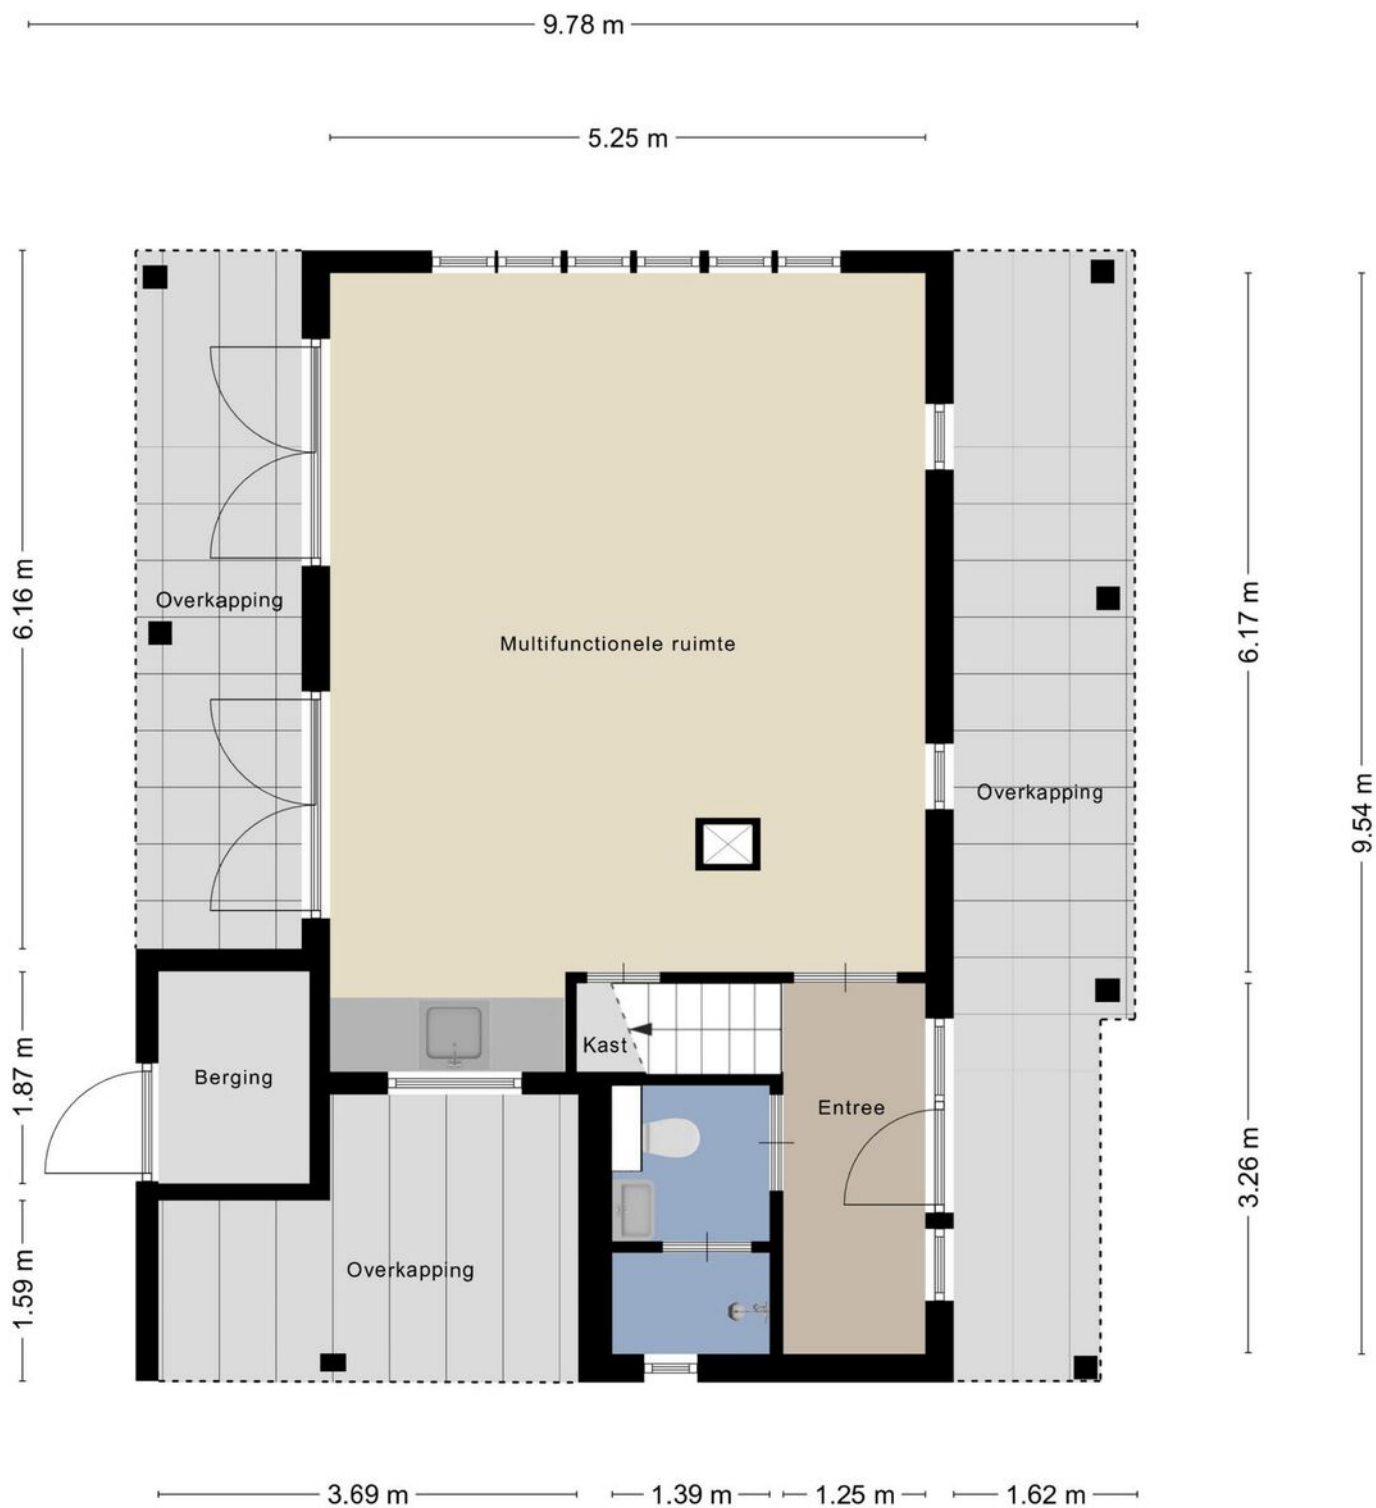 9.78 m
5.25 m
6.16 m
Overkapping
Multifunctionele ruimte
6.17 m
Overkapping
9.54 m
Kast
1.87 m
Berging
Entree
3.26 m
1.59 m
Overkapping
3.69 m
1.39 m
1.25 m
1.62 m